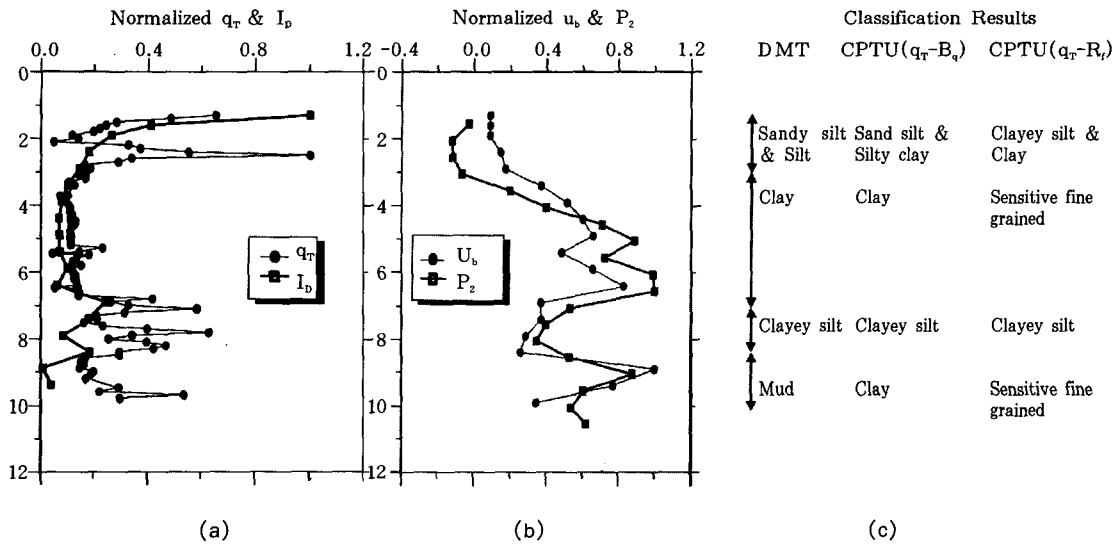 Normalized q_T & I_D
0.0 0.4 0.8 1.2
0
2
4
6
8
10
12
q_T
I_D
(a)
Normalized u_b & P_2
-0.4 0.0 0.4 0.8 1.2
0
2
4
6
8
10
12
U_b
P_2
(b)
Classification Results
DMT CPTU(q_T-B_q) CPTU(q_T-R_f)
Sandy silt Sand silt & Clayey silt &
& Silt Silty clay Clay
Clay Clay Sensitive fine
grained
Clayey silt Clayey silt Clayey silt
Mud Clay Sensitive fine
grained
(c)